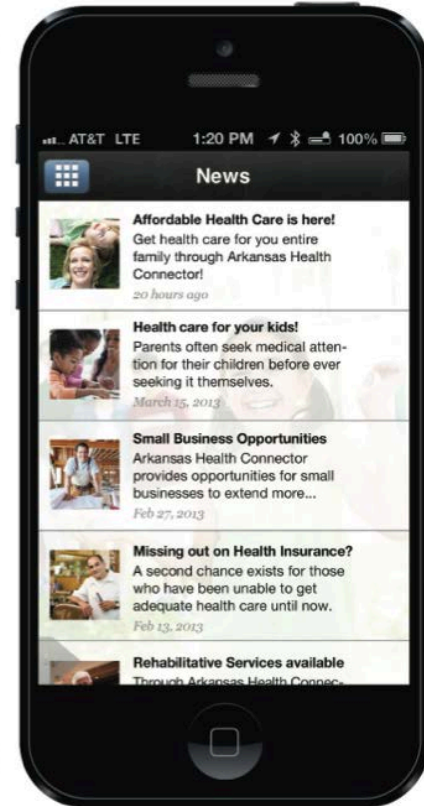 AT&T LTE 1:20 PM 100%
News
Affordable Health Care is here!
Get health care for you entire
family through Arkansas Health
Connector!
20 hours ago
Health care for your kids!
Parents often seek medical atten-
tion for their children before ever
seeking it themselves.
March 15, 2013
Small Business Opportunities
Arkansas Health Connector
provides opportunities for small
businesses to extend more...
Feb 27, 2013
Missing out on Health Insurance?
A second chance exists for those
who have been unable to get
adequate health care until now.
Feb 13, 2013
Rehabilitative Services available
Through Arkansas Health Connec-